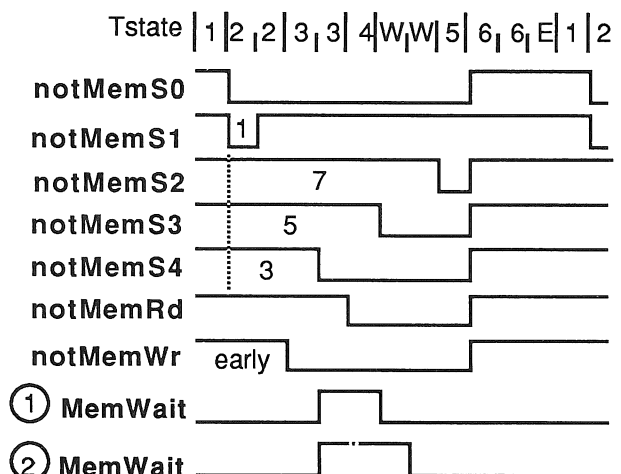 Tstate 1 2 2 3 3 4 W W 5 6 6 E 1 2
notMemS0
notMemS1 1
notMemS2 7
notMemS3 5
notMemS4 3
notMemRd
notMemWr early
1 MemWait
2 MemWait